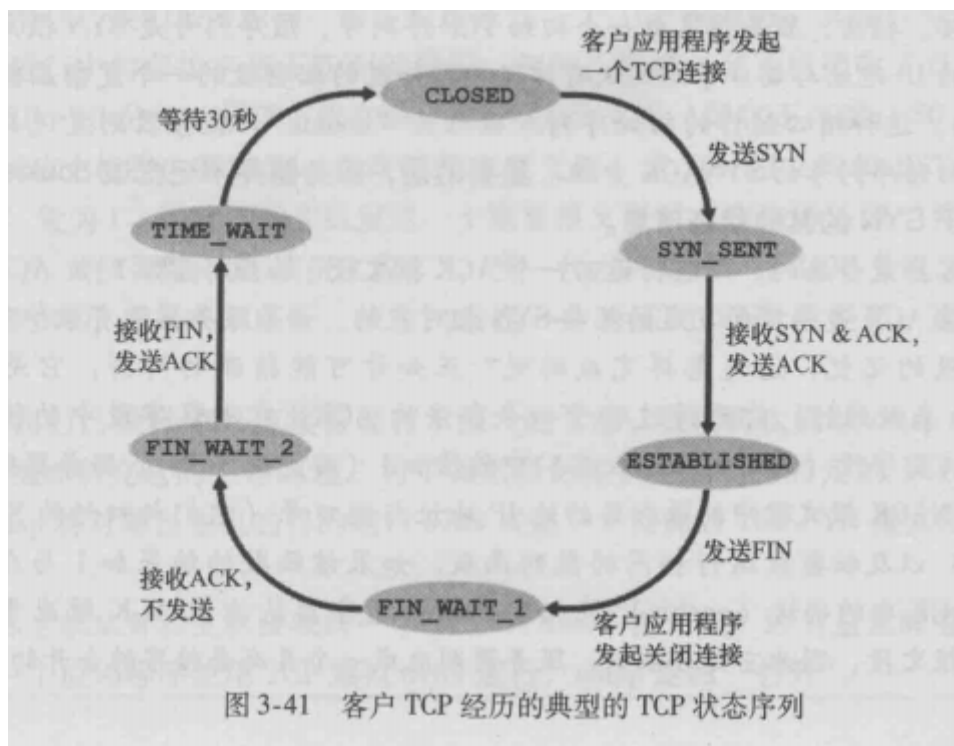 客户应用程序发起
一个TCP连接
CLOSED
等待30秒
发送SYN
TIME_WAIT
SYN_SENT
接收FIN,
发送ACK
接收SYN & ACK,
发送ACK
FIN_WAIT_2
ESTABLISHED
发送FIN
接收ACK,
不发送
FIN_WAIT_1
客户应用程序
发起关闭连接
图 3-41 客户 TCP 经历的典型的 TCP 状态序列